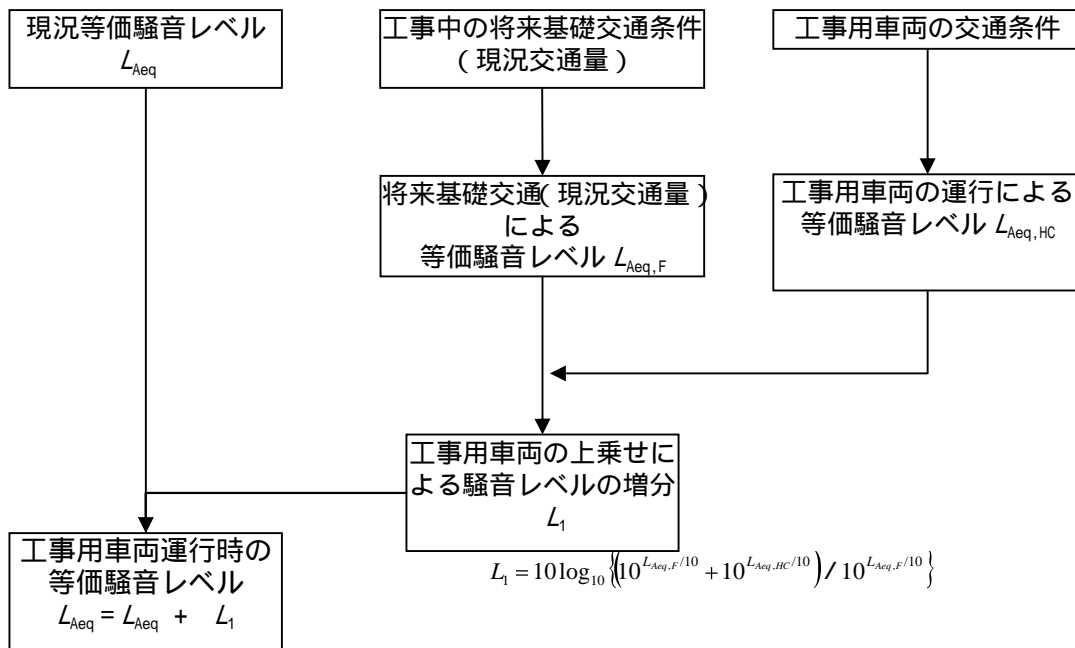 現況等価騒音レベル
LAeq
工事中の将来基礎交通条件
(現況交通量)
工事用車両の交通条件
将来基礎交通(現況交通量)
による
等価騒音レベル LAeq,F
工事用車両の運行による
等価騒音レベル LAeq,HC
工事用車両の上乗せに
よる騒音レベルの増分
L1
L1 = 10 log10 {(10^{LAeq,F/10} + 10^{LAeq,HC/10}) / 10^{LAeq,F/10}}
工事用車両運行時の
等価騒音レベル
LAeq = LAeq + L1